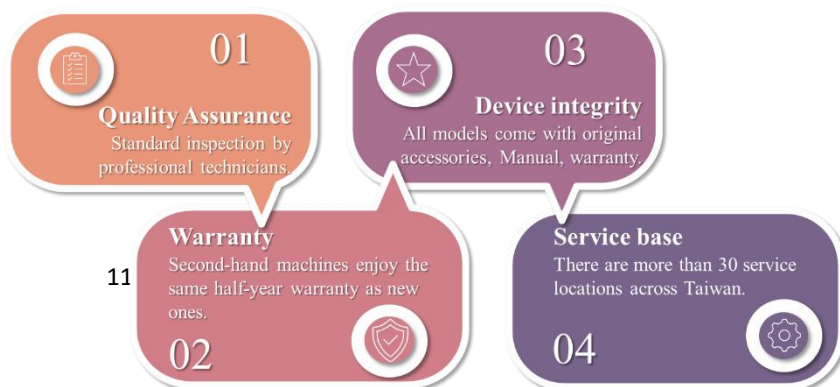 01
Quality Assurance
Standard inspection by
professional technicians.
11
Warranty
Second-hand machines enjoy the
same half-year warranty as new
ones.
02
03
Device integrity
All models come with original
accessories, Manual, warranty.
Service base
There are more than 30 service
locations across Taiwan.
04